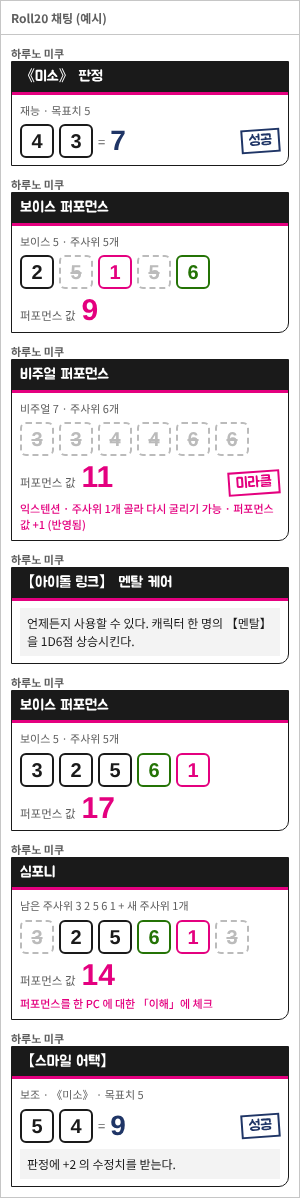 Roll20 채팅 (예시)
하루노 미쿠
《미소》 판정
재능 · 목표치 5
4 3 = 7 성공
하루노 미쿠
보이스 퍼포먼스
보이스 5 · 주사위 5개
2 5 1 5 6
퍼포먼스 값 9
하루노 미쿠
비주얼 퍼포먼스
비주얼 7 · 주사위 6개
3 3 4 4 6 6
퍼포먼스 값 11 미라클
익스텐션 · 주사위 1개 골라 다시 굴리기 가능 · 퍼포먼스
값 +1 (반영됨)
하루노 미쿠
【아이돌 링크】 멘탈 케어
언제든지 사용할 수 있다. 캐릭터 한 명의 【멘탈】
을 1D6점 상승시킨다.
하루노 미쿠
보이스 퍼포먼스
보이스 5 · 주사위 5개
3 2 5 6 1
퍼포먼스 값 17
하루노 미쿠
심포니
남은 주사위 3 2 5 6 1 + 새 주사위 1개
3 2 5 6 1 3
퍼포먼스 값 14
퍼포먼스를 한 PC 에 대한 「이해」에 체크
하루노 미쿠
【스마일 어택】
보조 · 《미소》 · 목표치 5
5 4 = 9 성공
판정에 +2 의 수정치를 받는다.